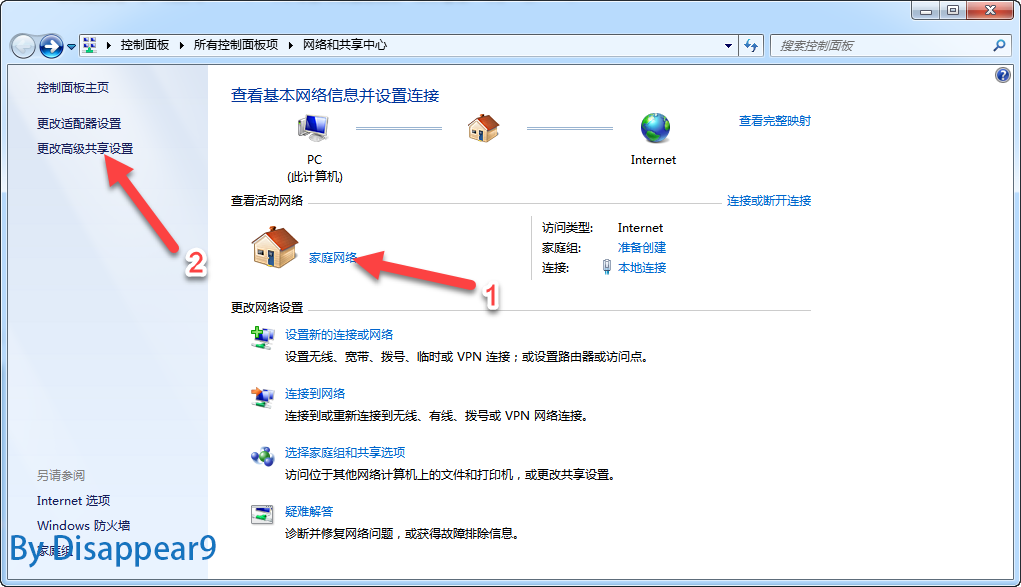 控制面板 ▸ 所有控制面板项 ▸ 网络和共享中心
搜索控制面板
控制面板主页
更改适配器设置
更改高级共享设置
2
查看基本网络信息并设置连接
查看完整映射
PC
(此计算机)
Internet
查看活动网络
连接或断开连接
家庭网络
1
访问类型:
Internet
家庭组:
准备创建
连接:
本地连接
更改网络设置
设置新的连接或网络
设置无线、宽带、拨号、临时或 VPN 连接；或设置路由器或访问点。
连接到网络
连接到或重新连接到无线、有线、拨号或 VPN 网络连接。
选择家庭组和共享选项
访问位于其他网络计算机上的文件和打印机，或更改共享设置。
疑难解答
诊断并修复网络问题，或获得故障排除信息。
另请参阅
Internet 选项
Windows 防火墙
家庭组
By Disappear9